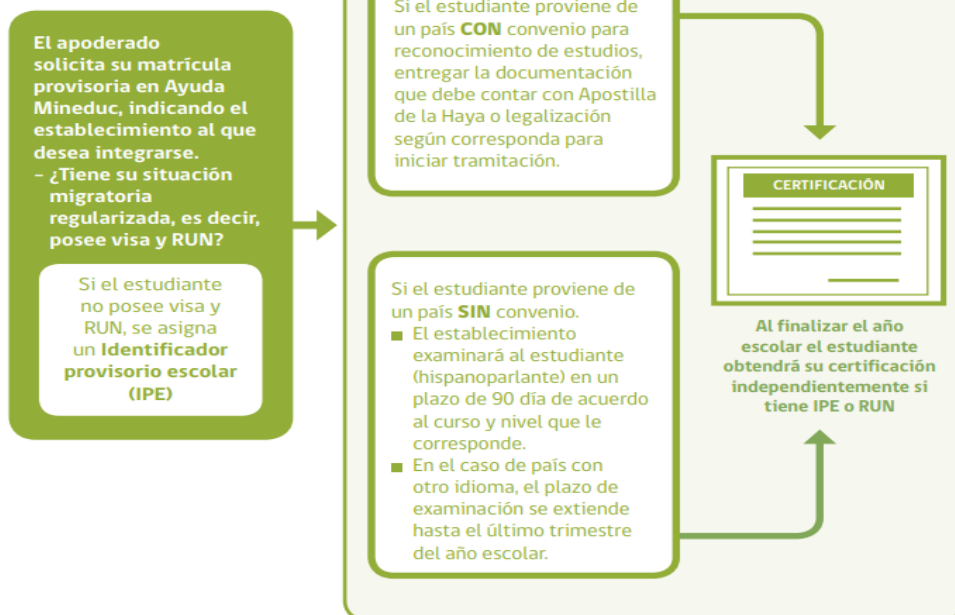 El apoderado
solicita su matrícula
provisoria en Ayuda
Mineduc, indicando el
establecimiento al que
desea integrarse.
– ¿Tiene su situación
migratoria
regularizada, es decir,
posee visa y RUN?
Si el estudiante
no posee visa y
RUN, se asigna
un Identificador
provisorio escolar
(IPE)
Si el estudiante proviene de
un país CON convenio para
reconocimiento de estudios,
entregar la documentación
que debe contar con Apostilla
de la Haya o legalización
según corresponda para
iniciar tramitación.
Si el estudiante proviene de
un país SIN convenio.
■ El establecimiento
examinará al estudiante
(hispanoparlante) en un
plazo de 90 día de acuerdo
al curso y nivel que le
corresponde.
■ En el caso de país con
otro idioma, el plazo de
examinación se extiende
hasta el último trimestre
del año escolar.
CERTIFICACIÓN
Al finalizar el año
escolar el estudiante
obtendrá su certificación
independientemente si
tiene IPE o RUN